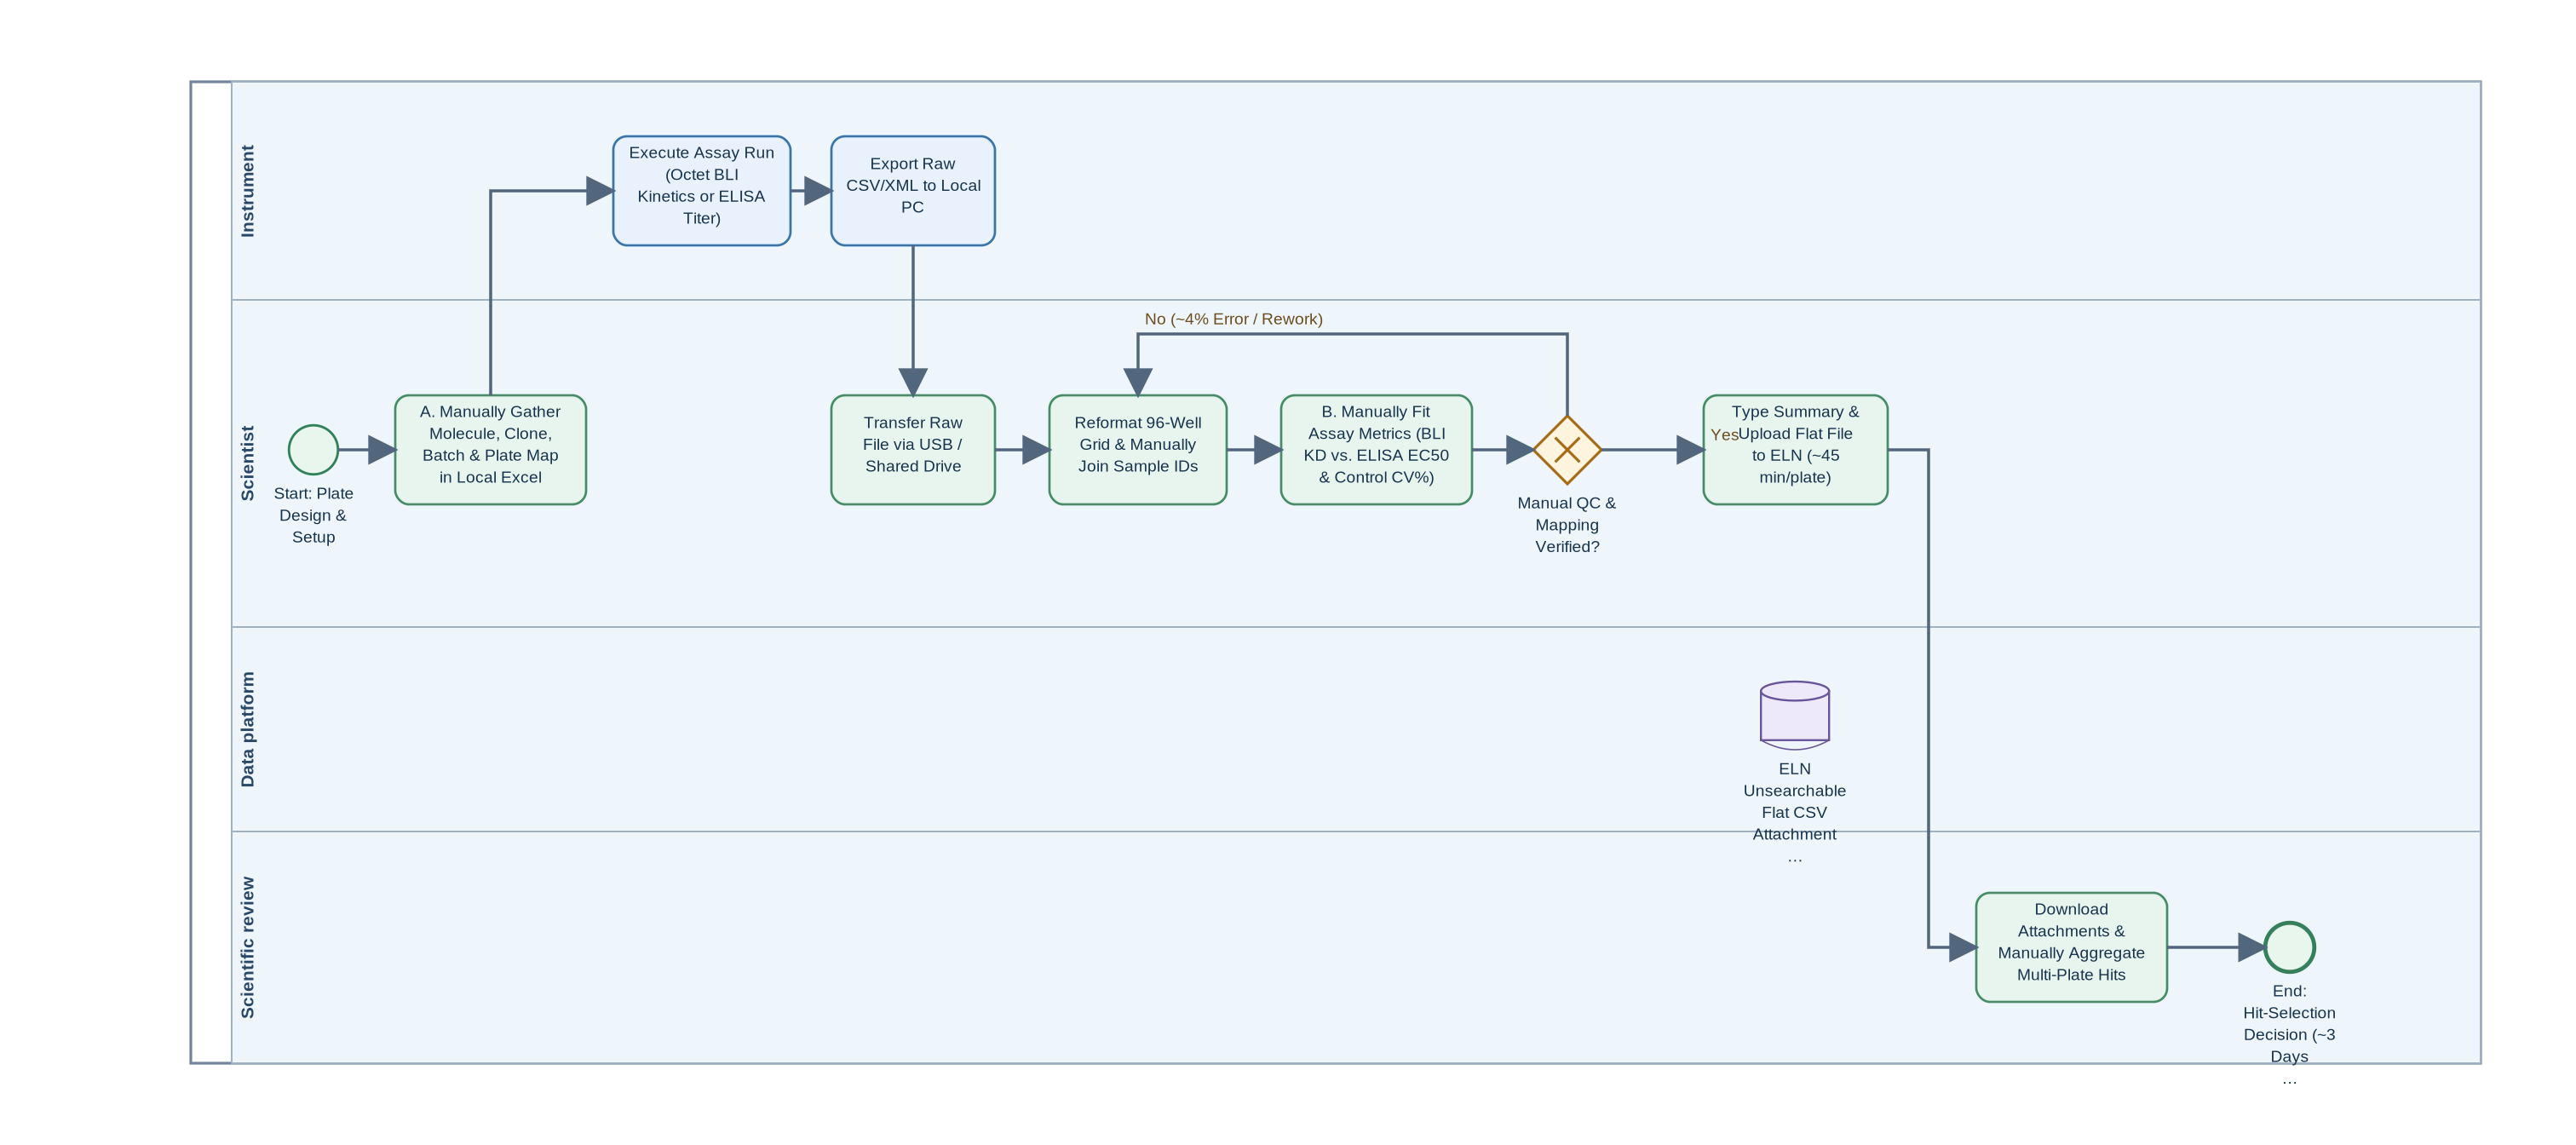 Instrument
Execute Assay Run
(Octet BLI
Kinetics or ELISA
Titer)
Export Raw
CSV/XML to Local
PC
Scientist
Start: Plate
Design &
Setup
A. Manually Gather
Molecule, Clone,
Batch & Plate Map
in Local Excel
Transfer Raw
File via USB /
Shared Drive
Reformat 96-Well
Grid & Manually
Join Sample IDs
No (~4% Error / Rework)
B. Manually Fit
Assay Metrics (BLI
KD vs. ELISA EC50
& Control CV%)
Manual QC &
Mapping
Verified?
Yes
Type Summary &
Upload Flat File
to ELN (~45
min/plate)
Data platform
ELN
Unsearchable
Flat CSV
Attachment
...
Scientific review
Download
Attachments &
Manually Aggregate
Multi-Plate Hits
End:
Hit-Selection
Decision (~3
Days
...